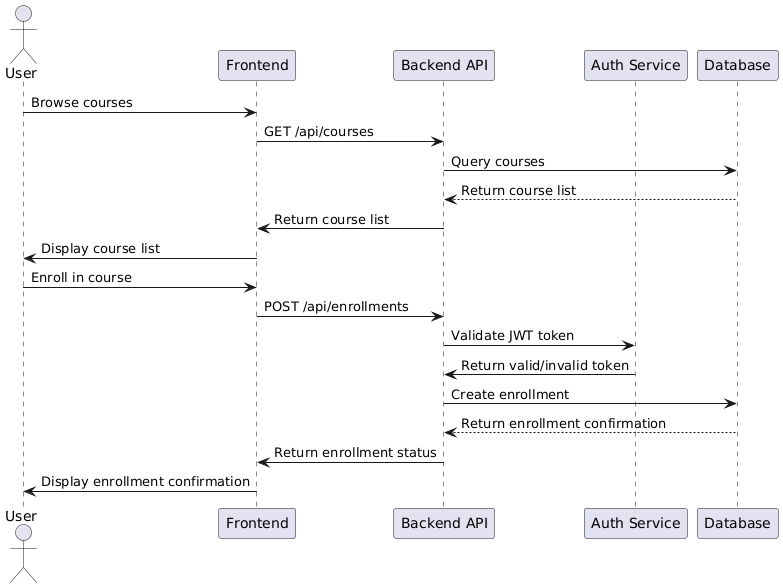 User
Frontend
Backend API
Auth Service
Database
Browse courses
GET /api/courses
Query courses
Return course list
Return course list
Display course list
Enroll in course
POST /api/enrollments
Validate JWT token
Return valid/invalid token
Create enrollment
Return enrollment confirmation
Return enrollment status
Display enrollment confirmation
User
Frontend
Backend API
Auth Service
Database